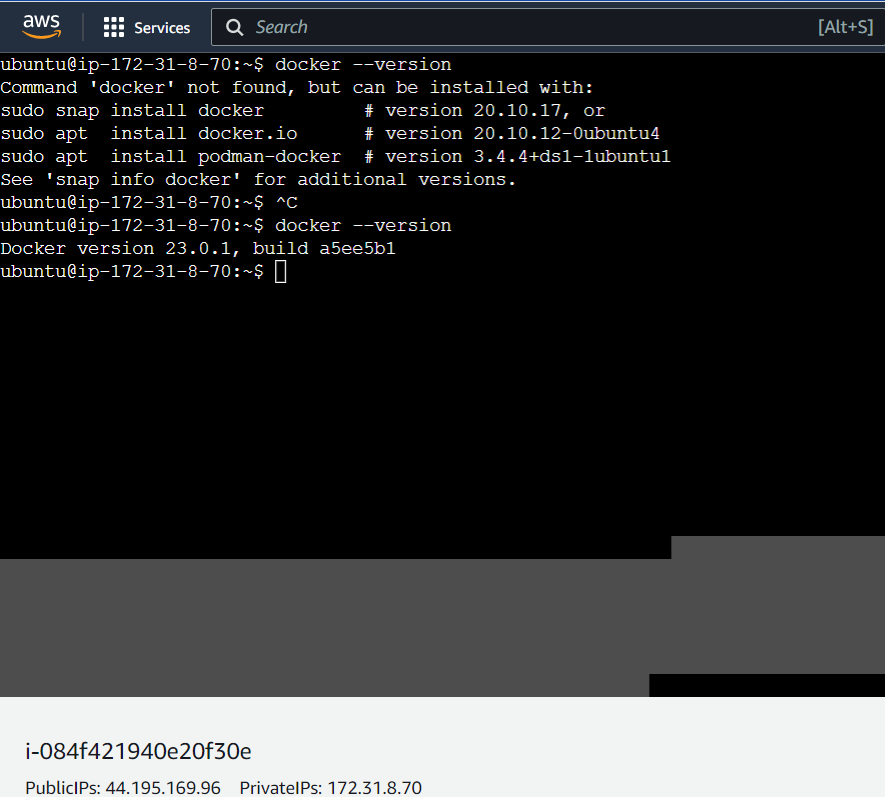 aws
Services
Search
[Alt+S]
ubuntu@ip-172-31-8-70:~$ docker --version
Command 'docker' not found, but can be installed with:
sudo snap install docker         # version 20.10.17, or
sudo apt  install docker.io      # version 20.10.12-0ubuntu4
sudo apt  install podman-docker  # version 3.4.4+ds1-1ubuntu1
See 'snap info docker' for additional versions.
ubuntu@ip-172-31-8-70:~$ ^C
ubuntu@ip-172-31-8-70:~$ docker --version
Docker version 23.0.1, build a5ee5b1
ubuntu@ip-172-31-8-70:~$
i-084f421940e20f30e
PublicIPs: 44.195.169.96    PrivateIPs: 172.31.8.70